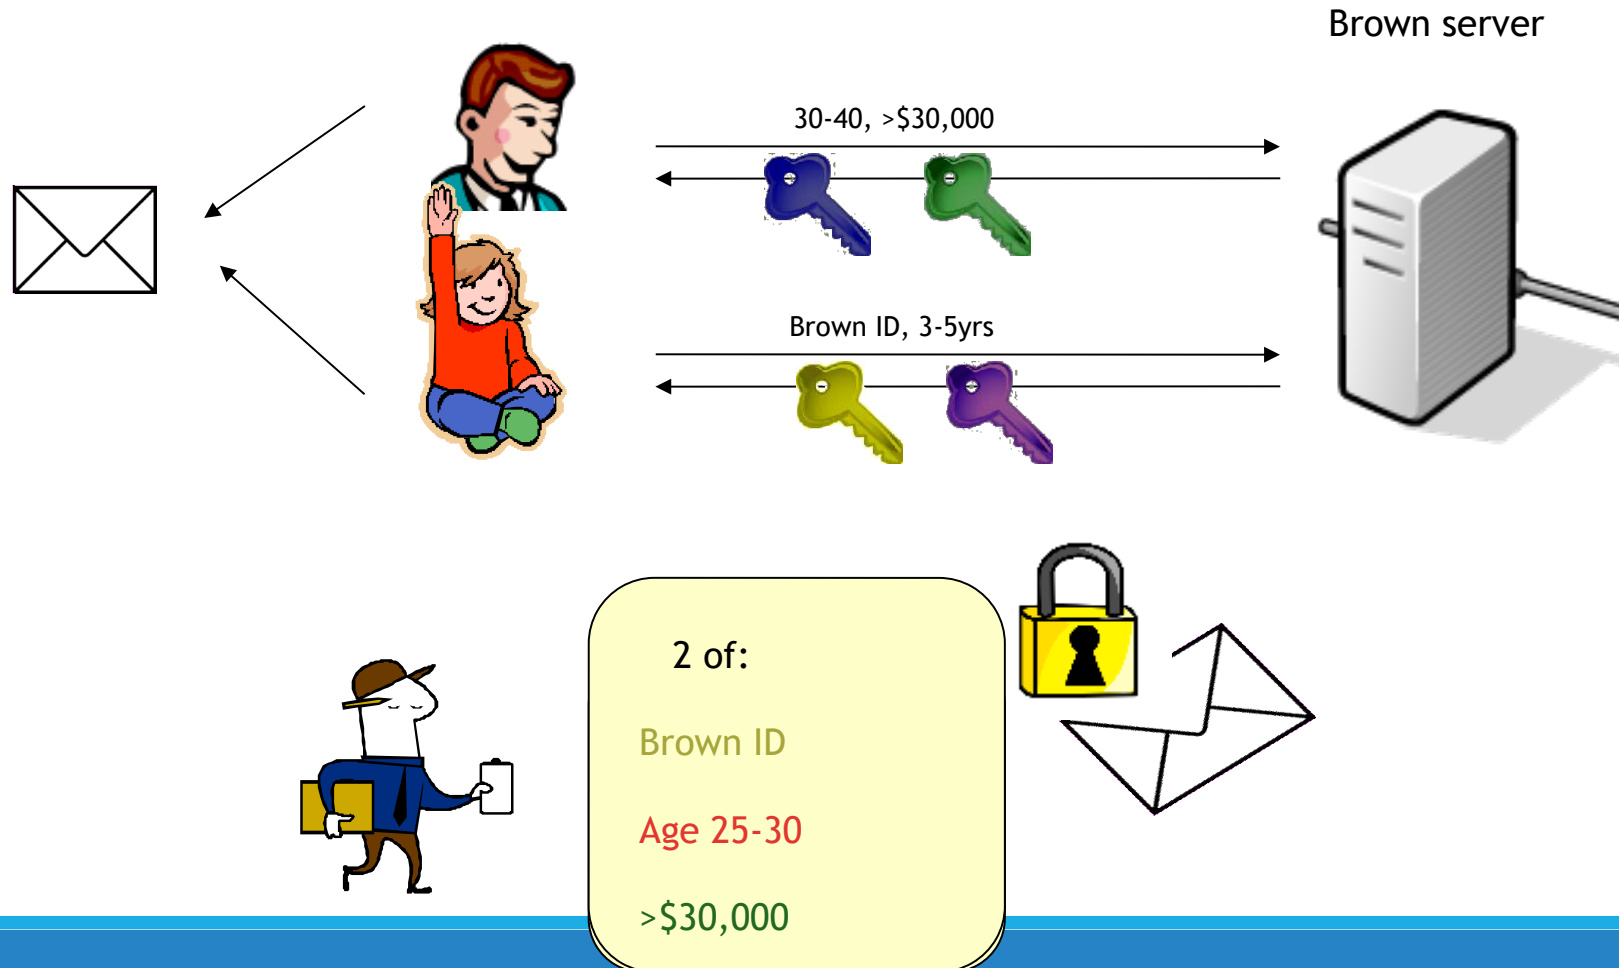 Brown server
30-40, >$30,000
Brown ID, 3-5yrs
2 of:
Brown ID
Age 25-30
>$30,000